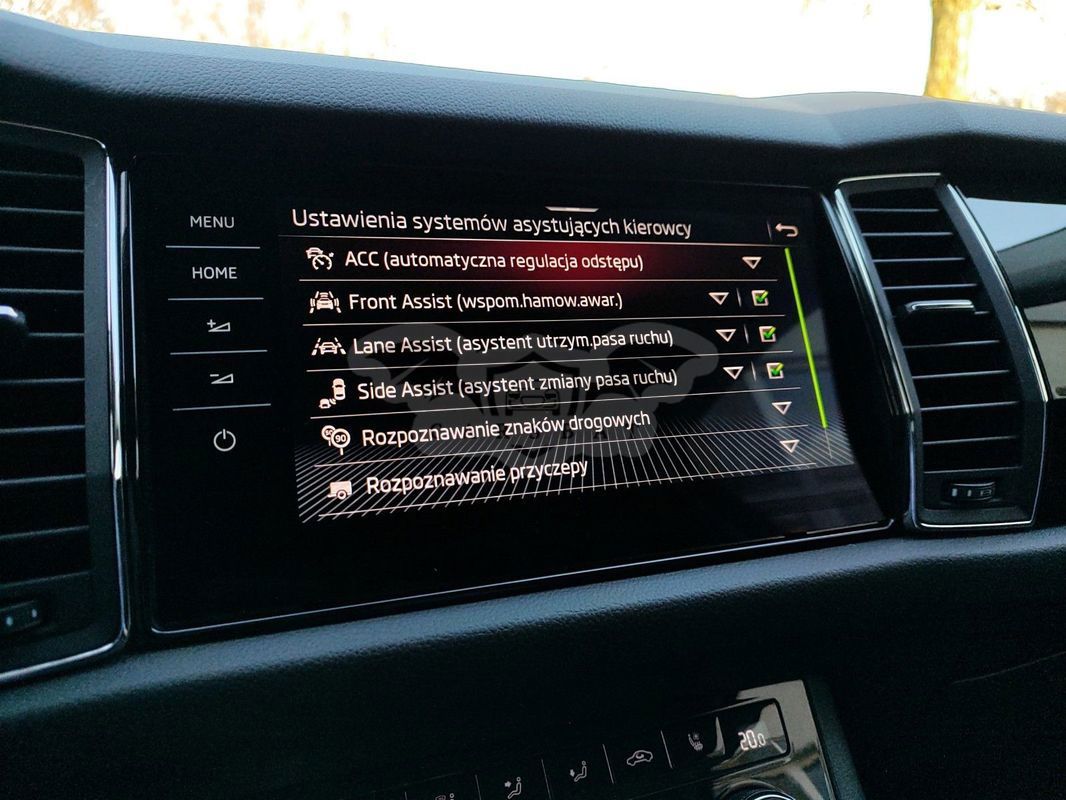 MENU
HOME
Ustawienia systemów asystujących kierowcy
ACC (automatyczna regulacja odstępu)
Front Assist (wspom.hamow.awar.)
Lane Assist (asystent utrzym.pasa ruchu)
Side Assist (asystent zmiany pasa ruchu)
90 Rozpoznawanie znaków drogowych
Rozpoznawanie przyczepy
20.0